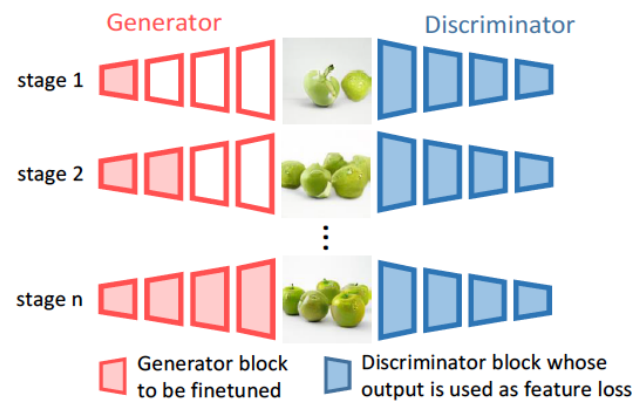 Generator
Discriminator
stage 1
stage 2
⋮
stage n
Generator block
to be finetuned
Discriminator block whose
output is used as feature loss